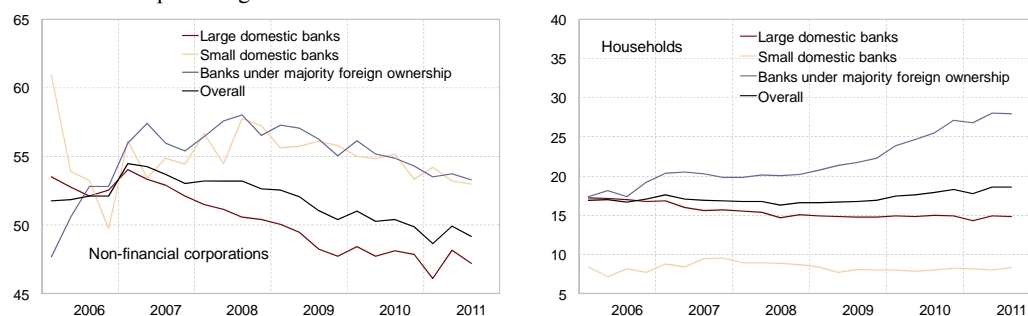 65
60
55
50
45
Large domestic banks
Small domestic banks
Banks under majority foreign ownership
Overall
Non-financial corporations
2006 2007 2008 2009 2010 2011
40
35
30
25
20
15
10
5
Households
Large domestic banks
Small domestic banks
Banks under majority foreign ownership
Overall
2006 2007 2008 2009 2010 2011